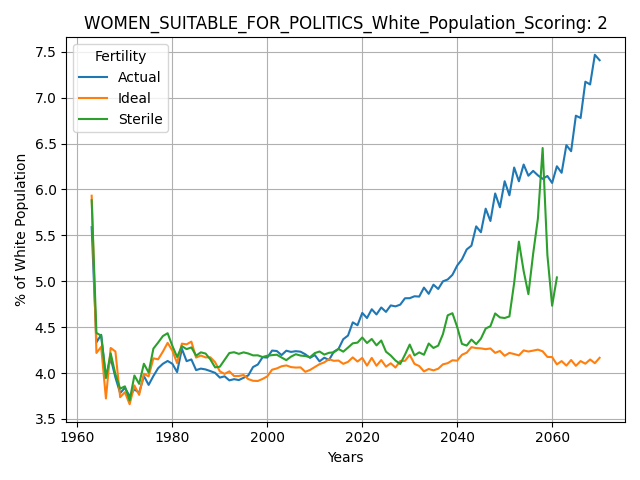 WOMEN_SUITABLE_FOR_POLITICS_White_Population_Scoring: 2
Fertility
Actual
Ideal
Sterile
% of White Population
7.5
7.0
6.5
6.0
5.5
5.0
4.5
4.0
3.5
1960
1980
2000
2020
2040
2060
Years